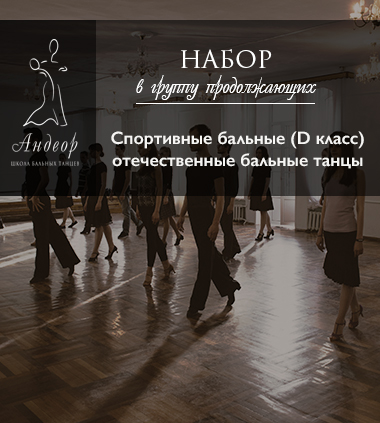 НАБОР
в группу продолжающих
Андеор
ШКОЛА БАЛЬНЫХ ТАНЦЕВ
Спортивные бальные (D класс)
отечественные бальные танцы